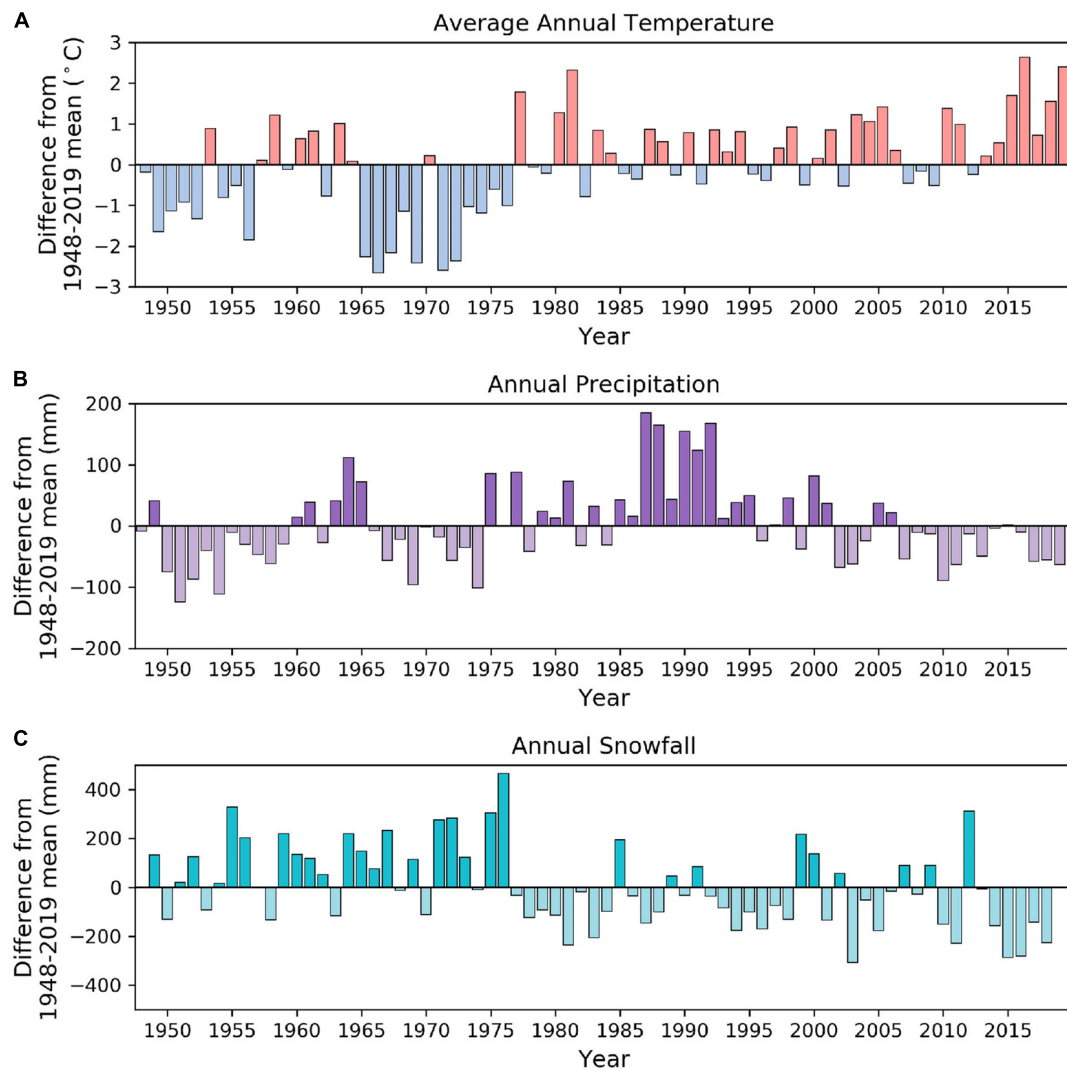 A
Average Annual Temperature
Difference from
1948-2019 mean (°C)
3
2
1
0
−1
−2
−3
1950 1955 1960 1965 1970 1975 1980 1985 1990 1995 2000 2005 2010 2015
Year
B
Annual Precipitation
Difference from
1948-2019 mean (mm)
200
100
0
−100
−200
1950 1955 1960 1965 1970 1975 1980 1985 1990 1995 2000 2005 2010 2015
Year
C
Annual Snowfall
Difference from
1948-2019 mean (mm)
400
200
0
−200
−400
1950 1955 1960 1965 1970 1975 1980 1985 1990 1995 2000 2005 2010 2015
Year